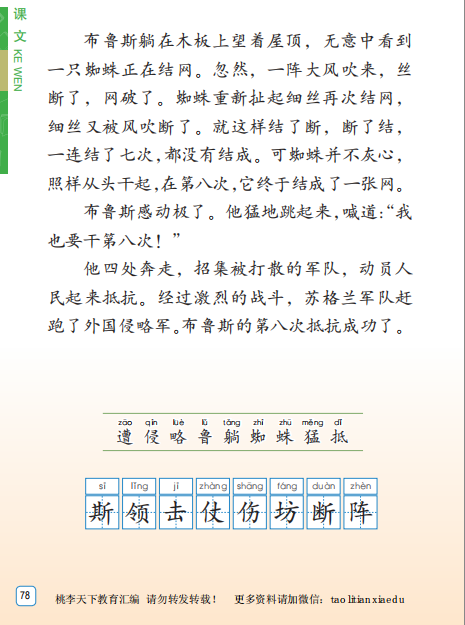 课文 KE WEN
布鲁斯躺在木板上望着屋顶，无意中看到
一只蜘蛛正在结网。忽然，一阵大风吹来，丝
断了，网破了。蜘蛛重新扯起细丝再次结网，
细丝又被风吹断了。就这样结了断，断了结，
一连结了七次，都没有结成。可蜘蛛并不灰心，
照样从头干起，在第八次，它终于结成了一张网。
布鲁斯感动极了。他猛地跳起来，喊道：“我
也要干第八次！”
他四处奔走，招集被打散的军队，动员人
民起来抵抗。经过激烈的战斗，苏格兰军队赶
跑了外国侵略军。布鲁斯的第八次抵抗成功了。
zāo qīn lüè lǔ tǎng zhī zhū měng dǐ
遭 侵 略 鲁 躺 蜘 蛛 猛 抵
sī lǐng jī zhàng shāng fáng duàn zhèn
斯 领 击 仗 伤 坊 断 阵
78 桃李天下教育汇编 请勿转发转载！ 更多资料请加微信：taolitianxiaedu